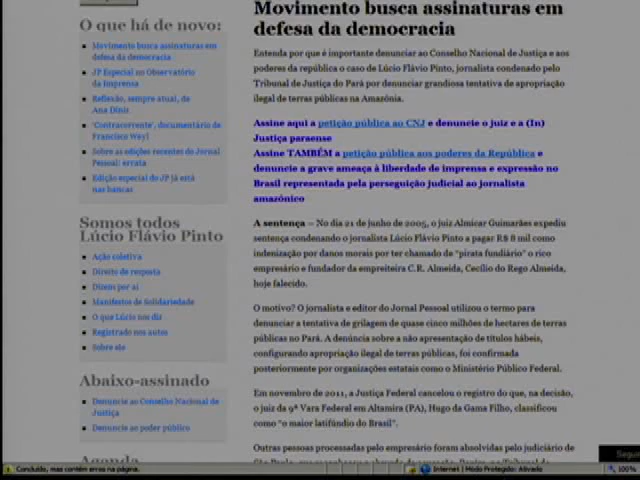 O que há de novo:
Movimento busca assinaturas em
defesa da democracia
JP Especial no Observatório
da Imprensa
Reflexão, sempre atual, de
Ana Diniz
'Contracorrente', documentário de
Francisco Weyl
Sobre as edições recentes do Jornal
Pessoal: errata
Edição especial do JP já está
nas bancas
Somos todos
Lúcio Flávio Pinto
Ação coletiva
Direito de resposta
Dizem por aí
Manifestos de Solidariedade
O que Lúcio nos diz
Registrado nos autos
Sobre ele
Abaixo-assinado
Denuncie ao Conselho Nacional de
Justiça
Denuncie ao poder público
Agenda
Movimento busca assinaturas em
defesa da democracia
Entenda por que é importante denunciar ao Conselho Nacional de Justiça e aos
poderes da república o caso de Lúcio Flávio Pinto, jornalista condenado pelo
Tribunal de Justiça do Pará por denunciar grandiosa tentativa de apropriação
ilegal de terras públicas na Amazônia.
Assine aqui a petição pública ao CNJ e denuncie o juiz e a (In)
Justiça paraense
Assine TAMBÉM a petição pública aos poderes da República e
denuncie a grave ameaça à liberdade de imprensa e expressão no
Brasil representada pela perseguição judicial ao jornalista
amazônico
A sentença – No dia 21 de junho de 2005, o juiz Almicar Guimarães expediu
sentença condenando o jornalista Lúcio Flávio Pinto a pagar R$ 8 mil como
indenização por danos morais por ter chamado de "pirata fundiário" o rico
empresário e fundador da empreiteira C.R. Almeida, Cecílio do Rego Almeida,
hoje falecido.
O motivo? O jornalista e editor do Jornal Pessoal utilizou o termo para
denunciar a tentativa de grilagem de quase cinco milhões de hectares de terras
públicas no Pará. A denúncia sobre a não apresentação de títulos hábeis,
configurando apropriação ilegal de terras públicas, foi confirmada
posteriormente por organizações estatais como o Ministério Público Federal.
Em novembro de 2011, a Justiça Federal cancelou o registro do que, na decisão,
o juiz da 9ª Vara Federal em Altamira (PA), Hugo da Gama Filho, classificou
como "o maior latifúndio do Brasil".
Outras pessoas processadas pelo empresário foram absolvidas pelo judiciário de
São Paulo, que
Segui
Concluído, mas contém erros na página.
Internet | Modo Protegido: Ativado
100%